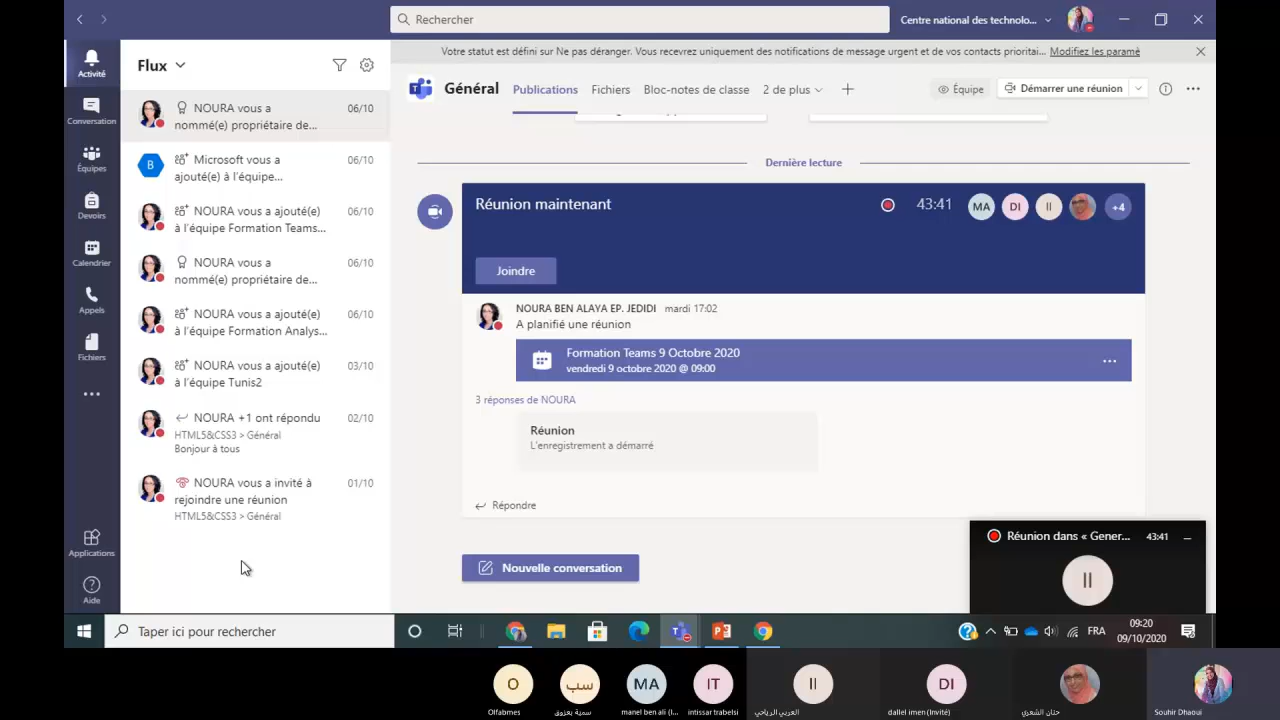 Rechercher
Centre national des technolo...
Votre statut est défini sur Ne pas déranger. Vous recevrez uniquement des notifications de message urgent et de vos contacts prioritai... Modifiez les paramè
Activité
Conversation
Équipes
Devoirs
Calendrier
Appels
Fichiers
Applications
Aide
Flux
NOURA vous a 06/10
nommé(e) propriétaire de...
B
Microsoft vous a 06/10
ajouté(e) à l'équipe...
NOURA vous a ajouté(e) 06/10
à l'équipe Formation Teams...
NOURA vous a 06/10
nommé(e) propriétaire de...
NOURA vous a ajouté(e) 06/10
à l'équipe Formation Analys...
NOURA vous a ajouté(e) 03/10
à l'équipe Tunis2
NOURA +1 ont répondu 02/10
HTML5&CSS3 > Général
Bonjour à tous
NOURA vous a invité à 01/10
rejoindre une réunion
HTML5&CSS3 > Général
Général Publications Fichiers Bloc-notes de classe 2 de plus Équipe Démarrer une réunion
Dernière lecture
Réunion maintenant 43:41 MA DI II +4
Joindre
NOURA BEN ALAYA EP. JEDIDI mardi 17:02
A planifié une réunion
Formation Teams 9 Octobre 2020
vendredi 9 octobre 2020 @ 09:00
3 réponses de NOURA
Réunion
L'enregistrement a démarré
Répondre
Nouvelle conversation
Réunion dans « Gener... 43:41
II
Taper ici pour rechercher
FRA
09:20
09/10/2020
O سب MA IT II DI
Olfabmes
سمية بعزوق
manel ben ali (I...
intissar trabelsi
العربي الرياحي
dallel imen (Invité)
حنان الشعري
Souhir Dhaoui